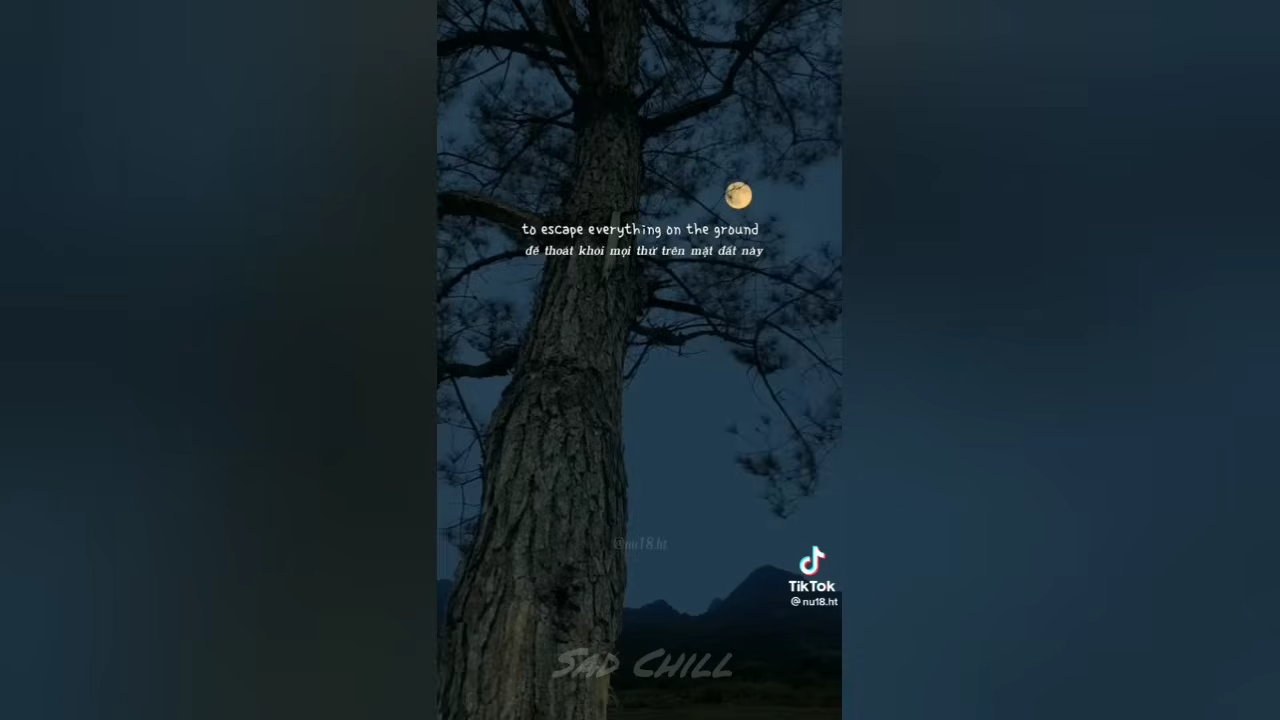 to escape everything on the ground
để thoát khỏi mọi thứ trên mặt đất này
@nu18.ht
TikTok
@nu18.ht
SAD CHILL